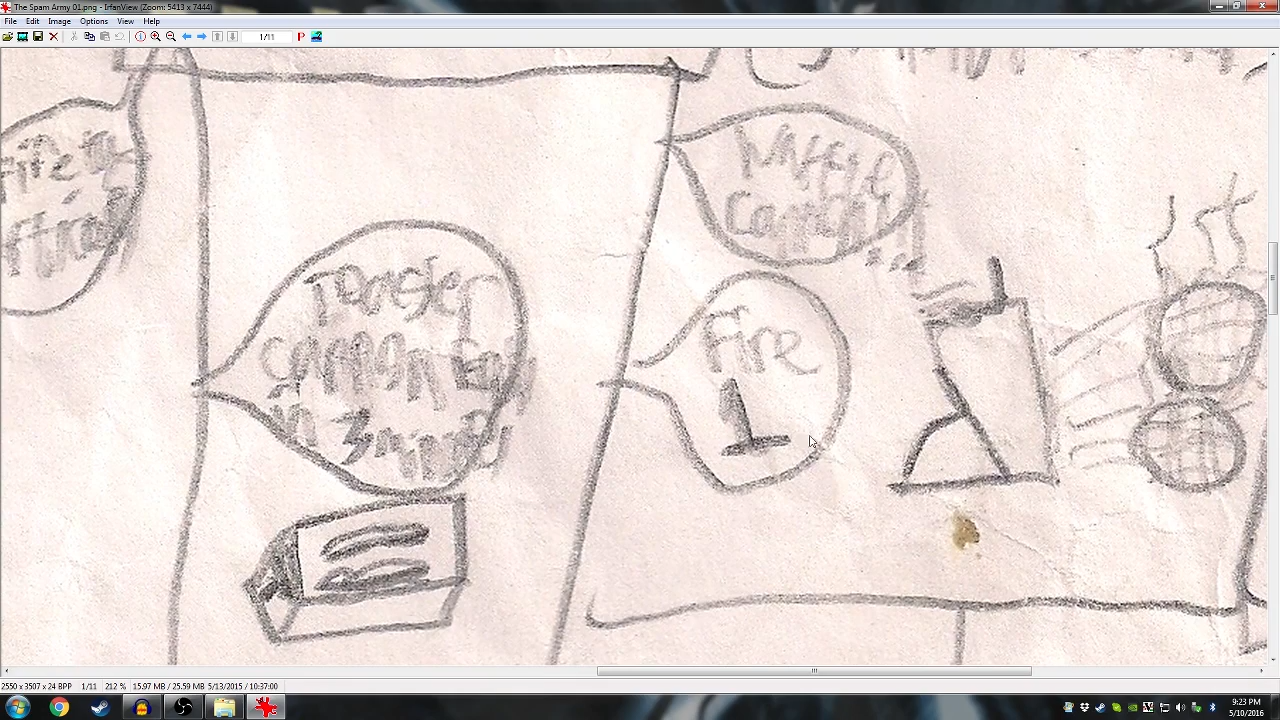 The Spam Army 01.png - IrfanView (Zoom: 5413 x 7444)
File Edit Image Options View Help
1/11
Fire
Waffle
Cannon!!
Toaster
Cannon
in 3
Fire
1
2550 x 3507 x 24 BPP 1/11 212 % 15.97 MB / 25.59 MB 5/13/2015 / 10:37:00
9:23 PM
5/10/2016